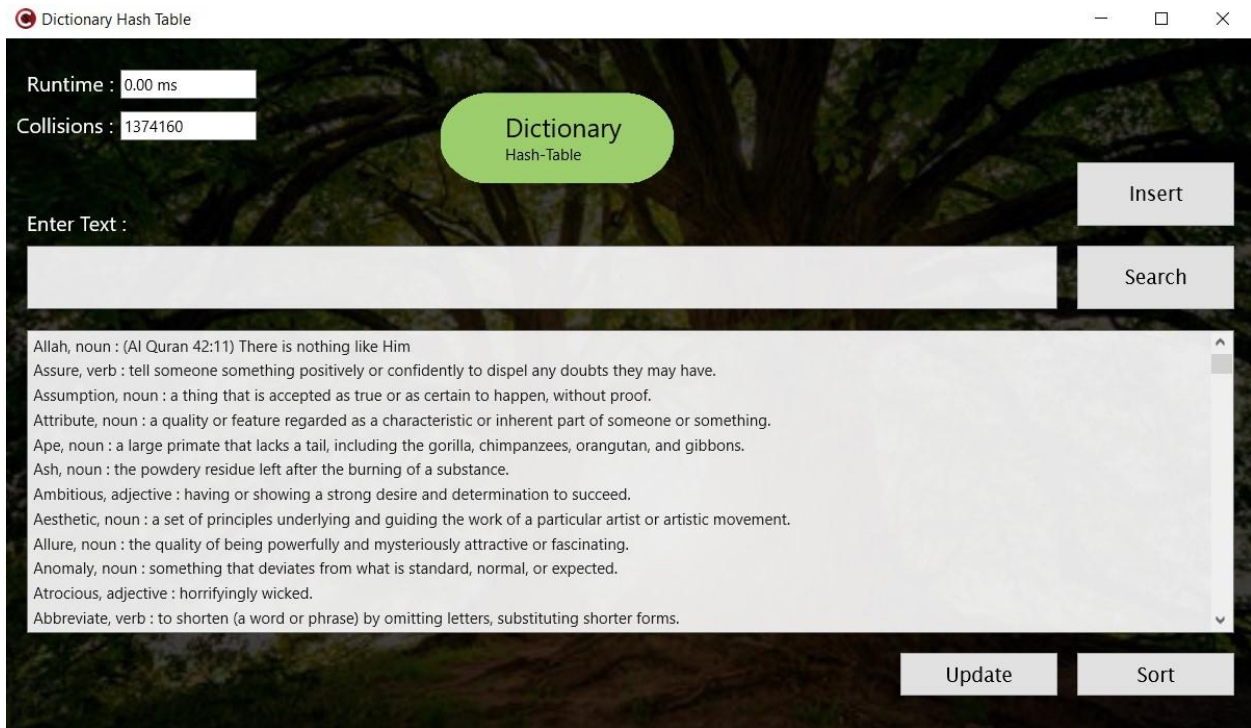 Dictionary Hash Table
Runtime : 0.00 ms
Collisions : 1374160
Dictionary
Hash-Table
Insert
Enter Text :
Search
Allah, noun : (Al Quran 42:11) There is nothing like Him
Assure, verb : tell someone something positively or confidently to dispel any doubts they may have.
Assumption, noun : a thing that is accepted as true or as certain to happen, without proof.
Attribute, noun : a quality or feature regarded as a characteristic or inherent part of someone or something.
Ape, noun : a large primate that lacks a tail, including the gorilla, chimpanzees, orangutan, and gibbons.
Ash, noun : the powdery residue left after the burning of a substance.
Ambitious, adjective : having or showing a strong desire and determination to succeed.
Aesthetic, noun : a set of principles underlying and guiding the work of a particular artist or artistic movement.
Allure, noun : the quality of being powerfully and mysteriously attractive or fascinating.
Anomaly, noun : something that deviates from what is standard, normal, or expected.
Atrocious, adjective : horrifyingly wicked.
Abbreviate, verb : to shorten (a word or phrase) by omitting letters, substituting shorter forms.
Update
Sort